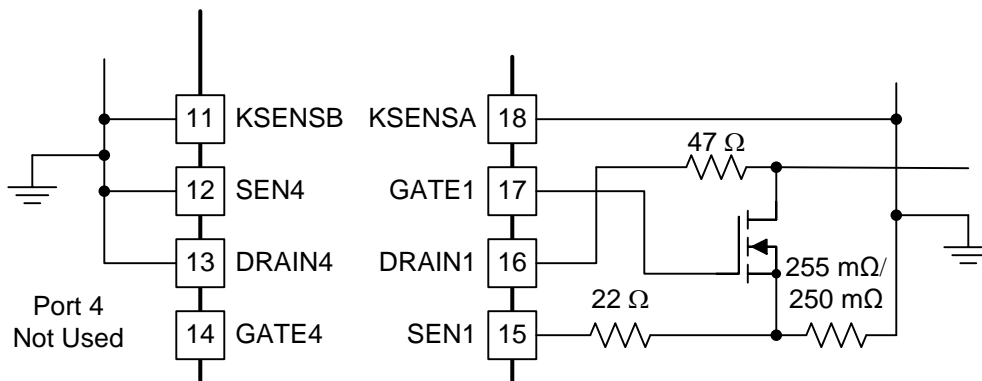 11 KSENSB KSENSA 18
47 Ω
12 SEN4 GATE1 17
13 DRAIN4 DRAIN1 16
255 mΩ/
250 mΩ
22 Ω
Port 4
Not Used
14 GATE4 SEN1 15